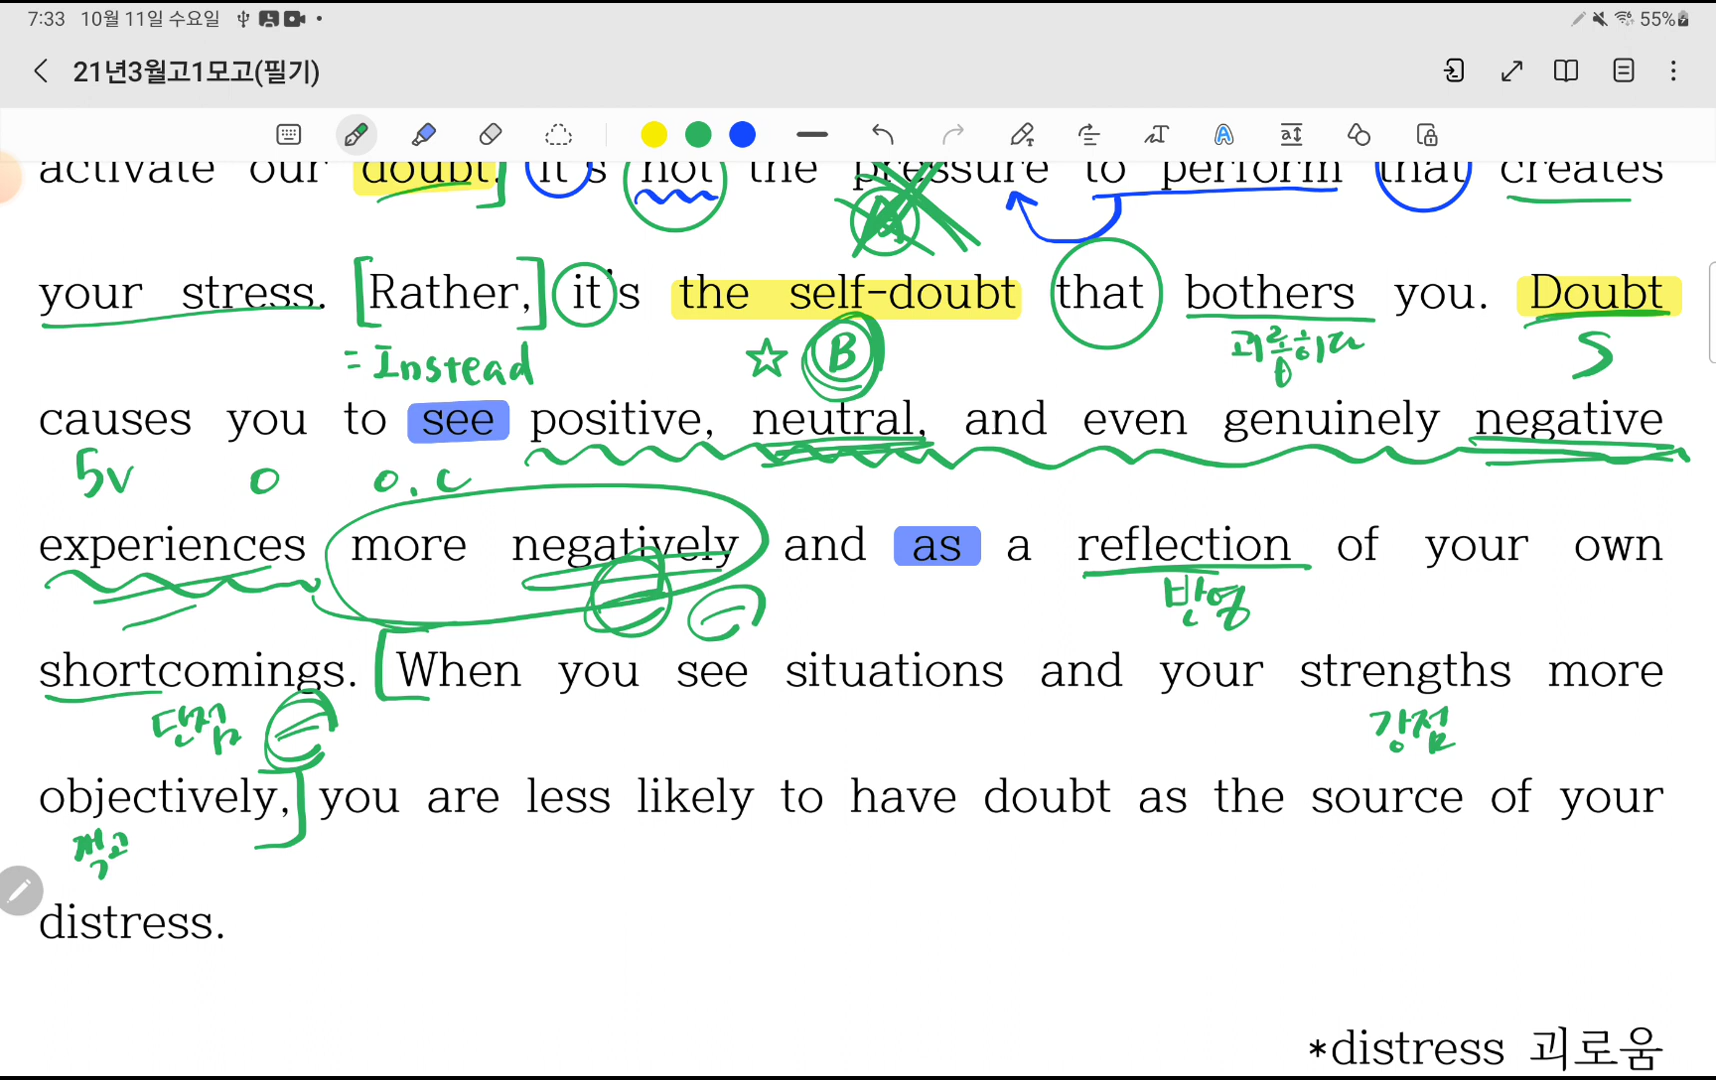 7:33 10월 11일 수요일 55%
21년3월고1모고(필기)
activate our doubt. it's not the pressure to perform that creates
your stress. [Rather,] it's the self-doubt that bothers you. Doubt
= Instead ☆ B 괴롭히다 S
causes you to see positive, neutral, and even genuinely negative
5v o o.c
experiences more negatively and as a reflection of your own
반영
shortcomings. [When you see situations and your strengths more
단점 강점
objectively,] you are less likely to have doubt as the source of your
distress.
*distress 괴로움